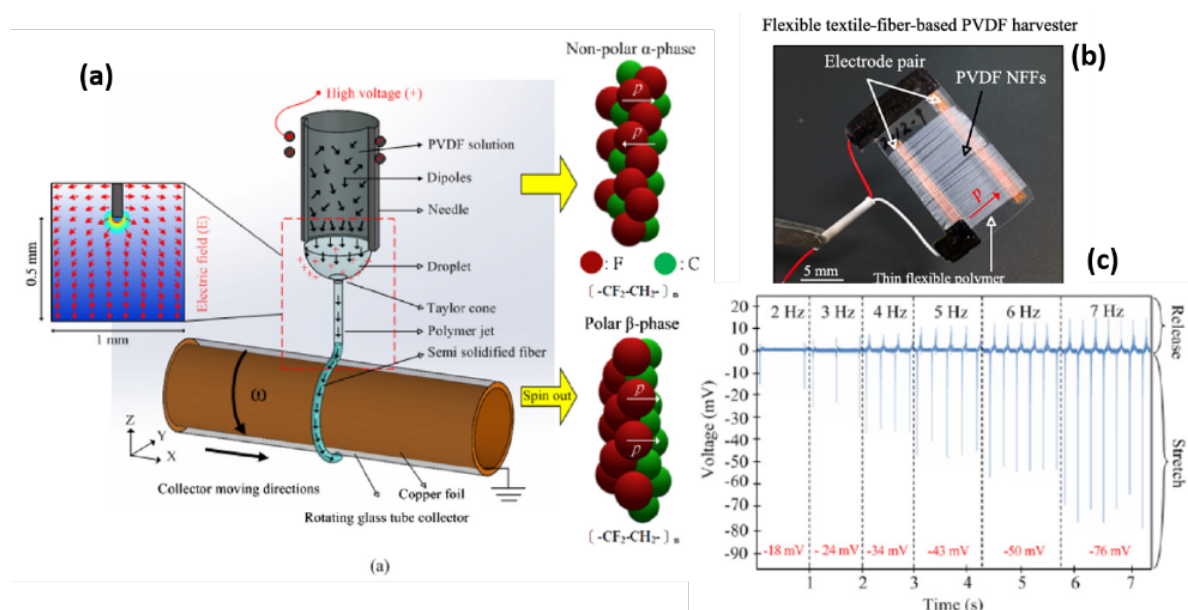 (a)
High voltage (+)
PVDF solution
Dipoles
Needle
Droplet
Taylor cone
Polymer jet
Semi solidified fiber
Electric field (E)
0.5 mm
1 mm
ω
Z
Y
X
Collector moving directions
Copper foil
Rotating glass tube collector
(a)
Non-polar α-phase
p
p
: F
: C
[-CF₂-CH₂-]ₙ
Polar β-phase
Spin out
p
p
[-CF₂-CH₂-]ₙ
Flexible textile-fiber-based PVDF harvester
(b)
Electrode pair
PVDF NFFs
p
5 mm
Thin flexible polymer
(c)
2 Hz 3 Hz 4 Hz 5 Hz 6 Hz 7 Hz
Voltage (mV)
20
10
0
-10
-20
-30
-40
-50
-60
-70
-80
-90
-18 mV -24 mV -34 mV -43 mV -50 mV -76 mV
1 2 3 4 5 6 7
Time (s)
Release
Stretch